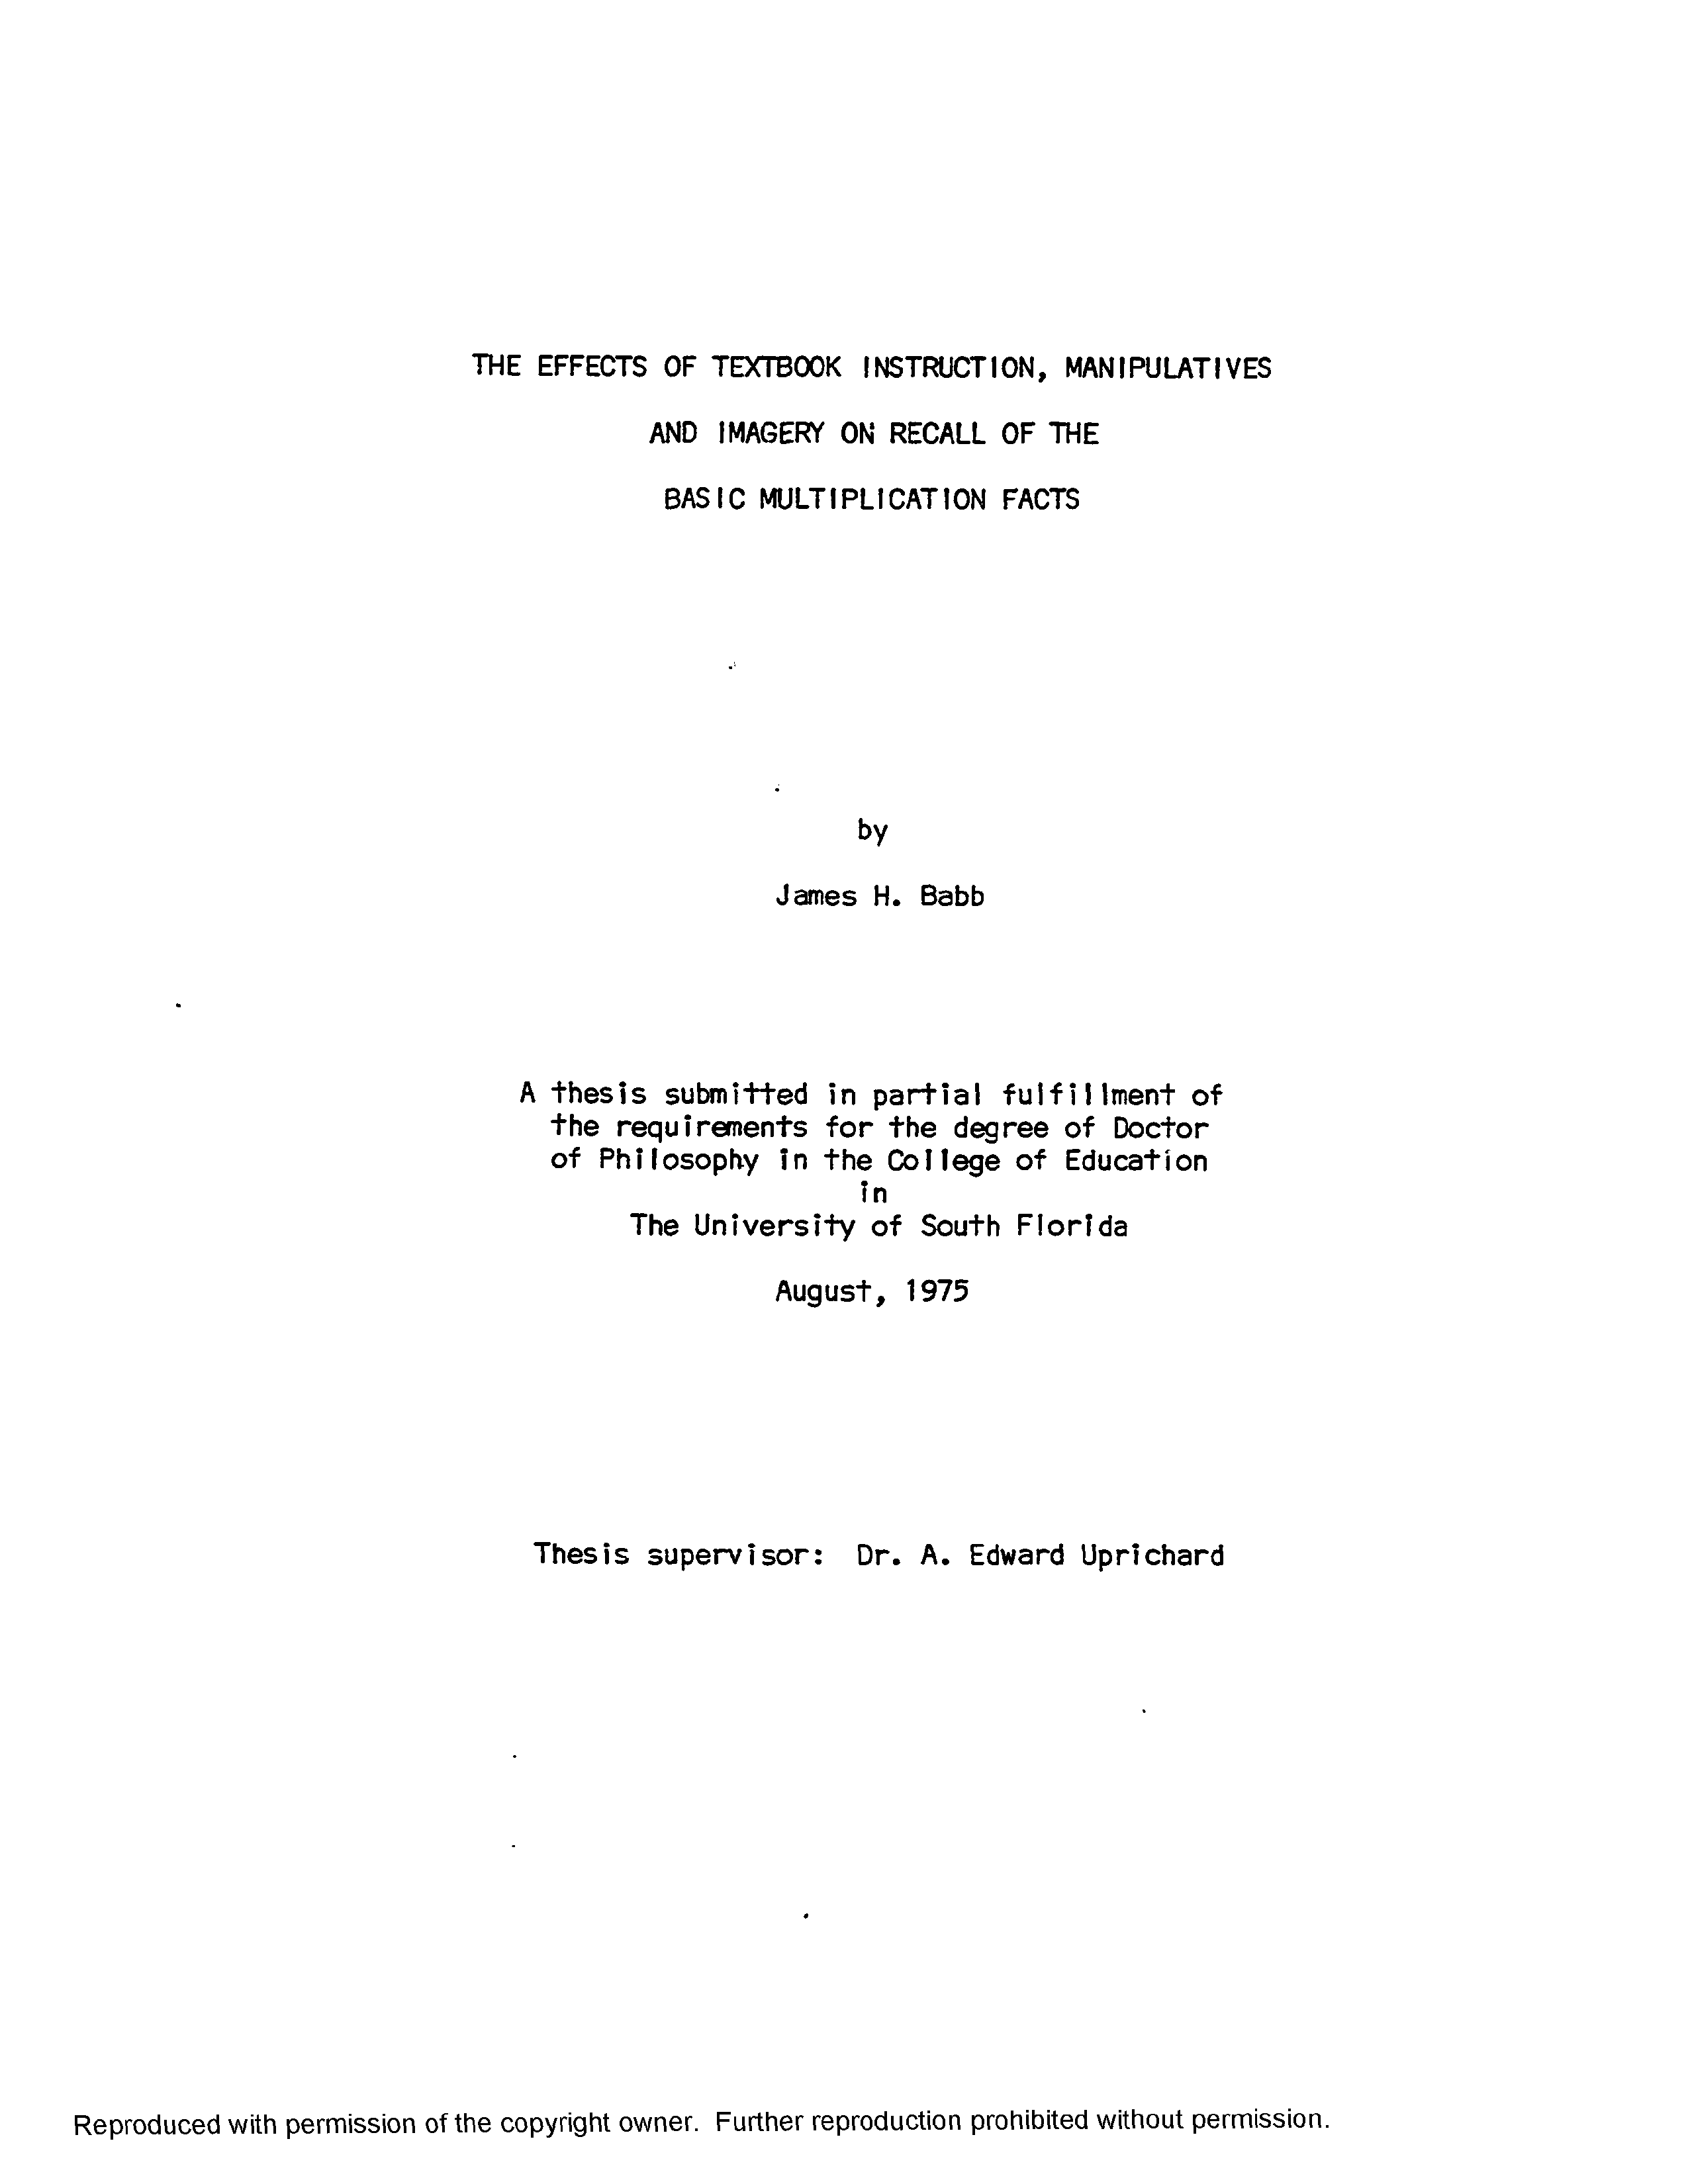 THE EFFECTS OF TEXTBOOK INSTRUCTION, MANIPULATIVES
AND IMAGERY ON RECALL OF THE
BASIC MULTIPLICATION FACTS
by
James H. Babb
A thesis submitted in partial fulfillment of
the requirements for the degree of Doctor
of Philosophy in the College of Education
in
The University of South Florida
August, 1975
Thesis supervisor: Dr. A. Edward Uprichard
Reproduced with permission of the copyright owner. Further reproduction prohibited without permission.